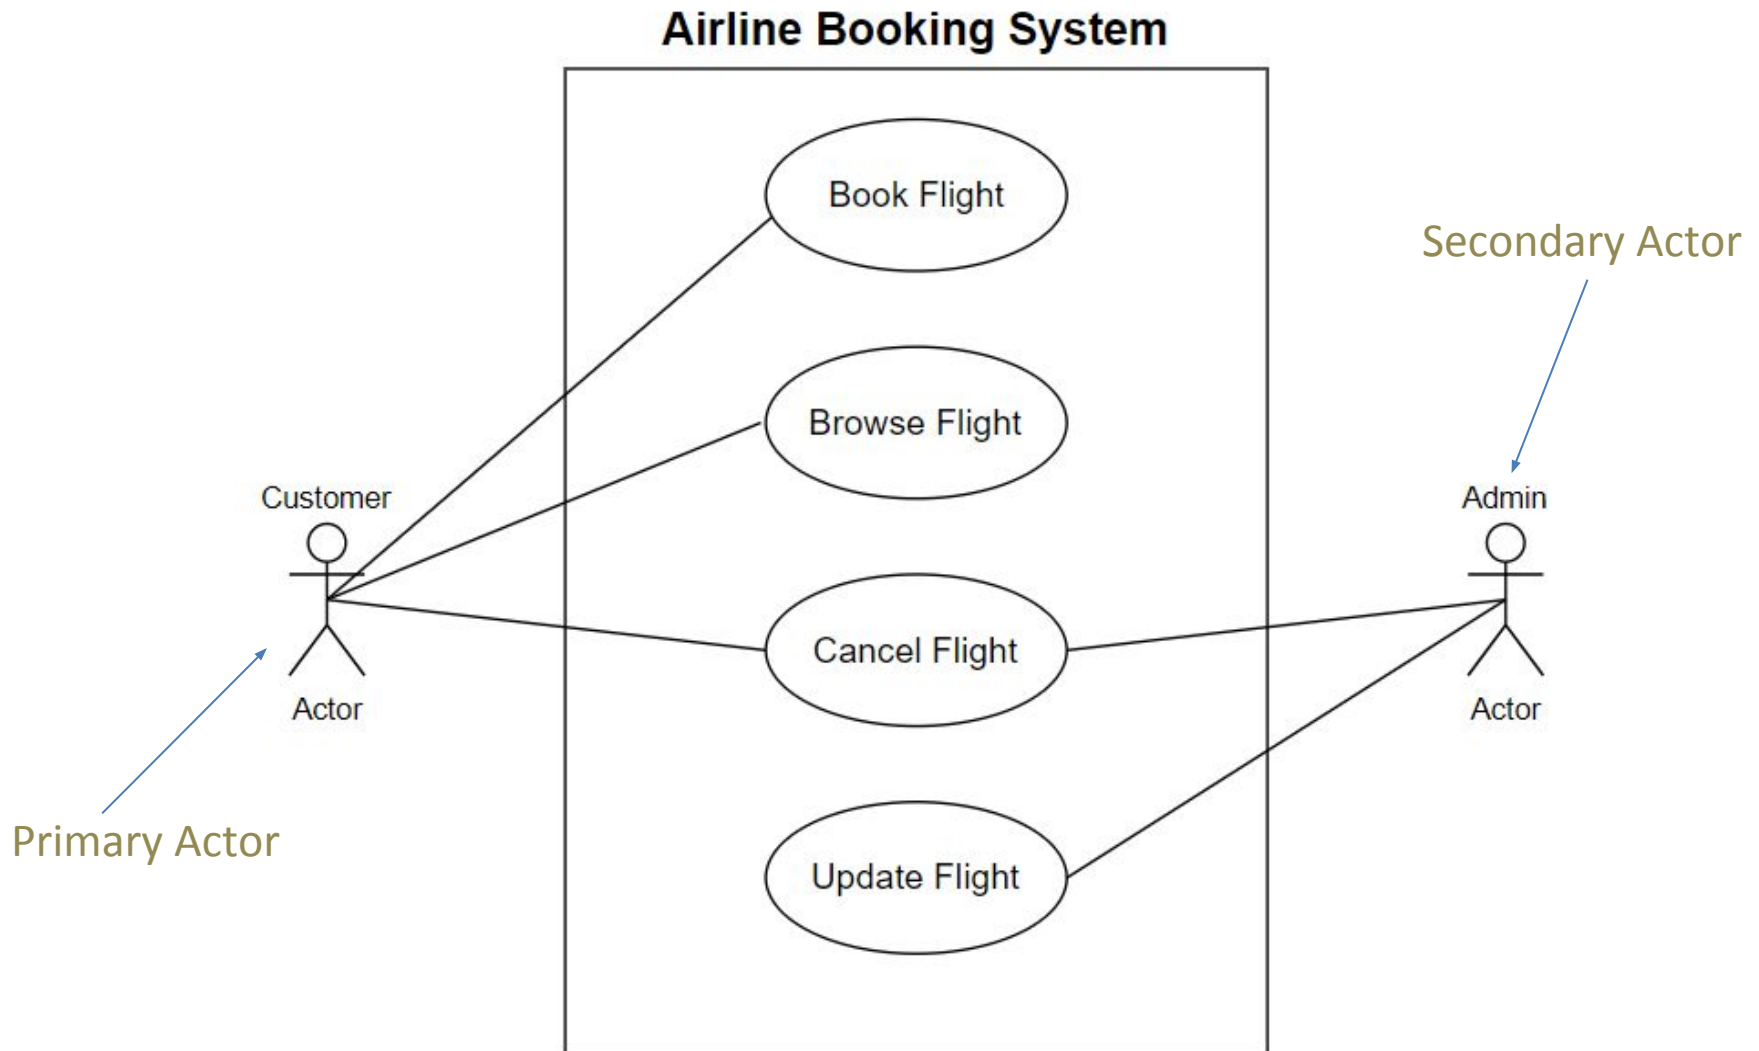 Airline Booking System
Book Flight
Secondary Actor
Browse Flight
Customer
Admin
Cancel Flight
Actor
Actor
Primary Actor
Update Flight